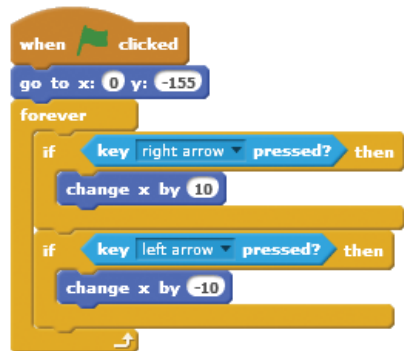 when clicked
go to x: 0 y: -155
forever
if key right arrow pressed? then
change x by 10
if key left arrow pressed? then
change x by -10